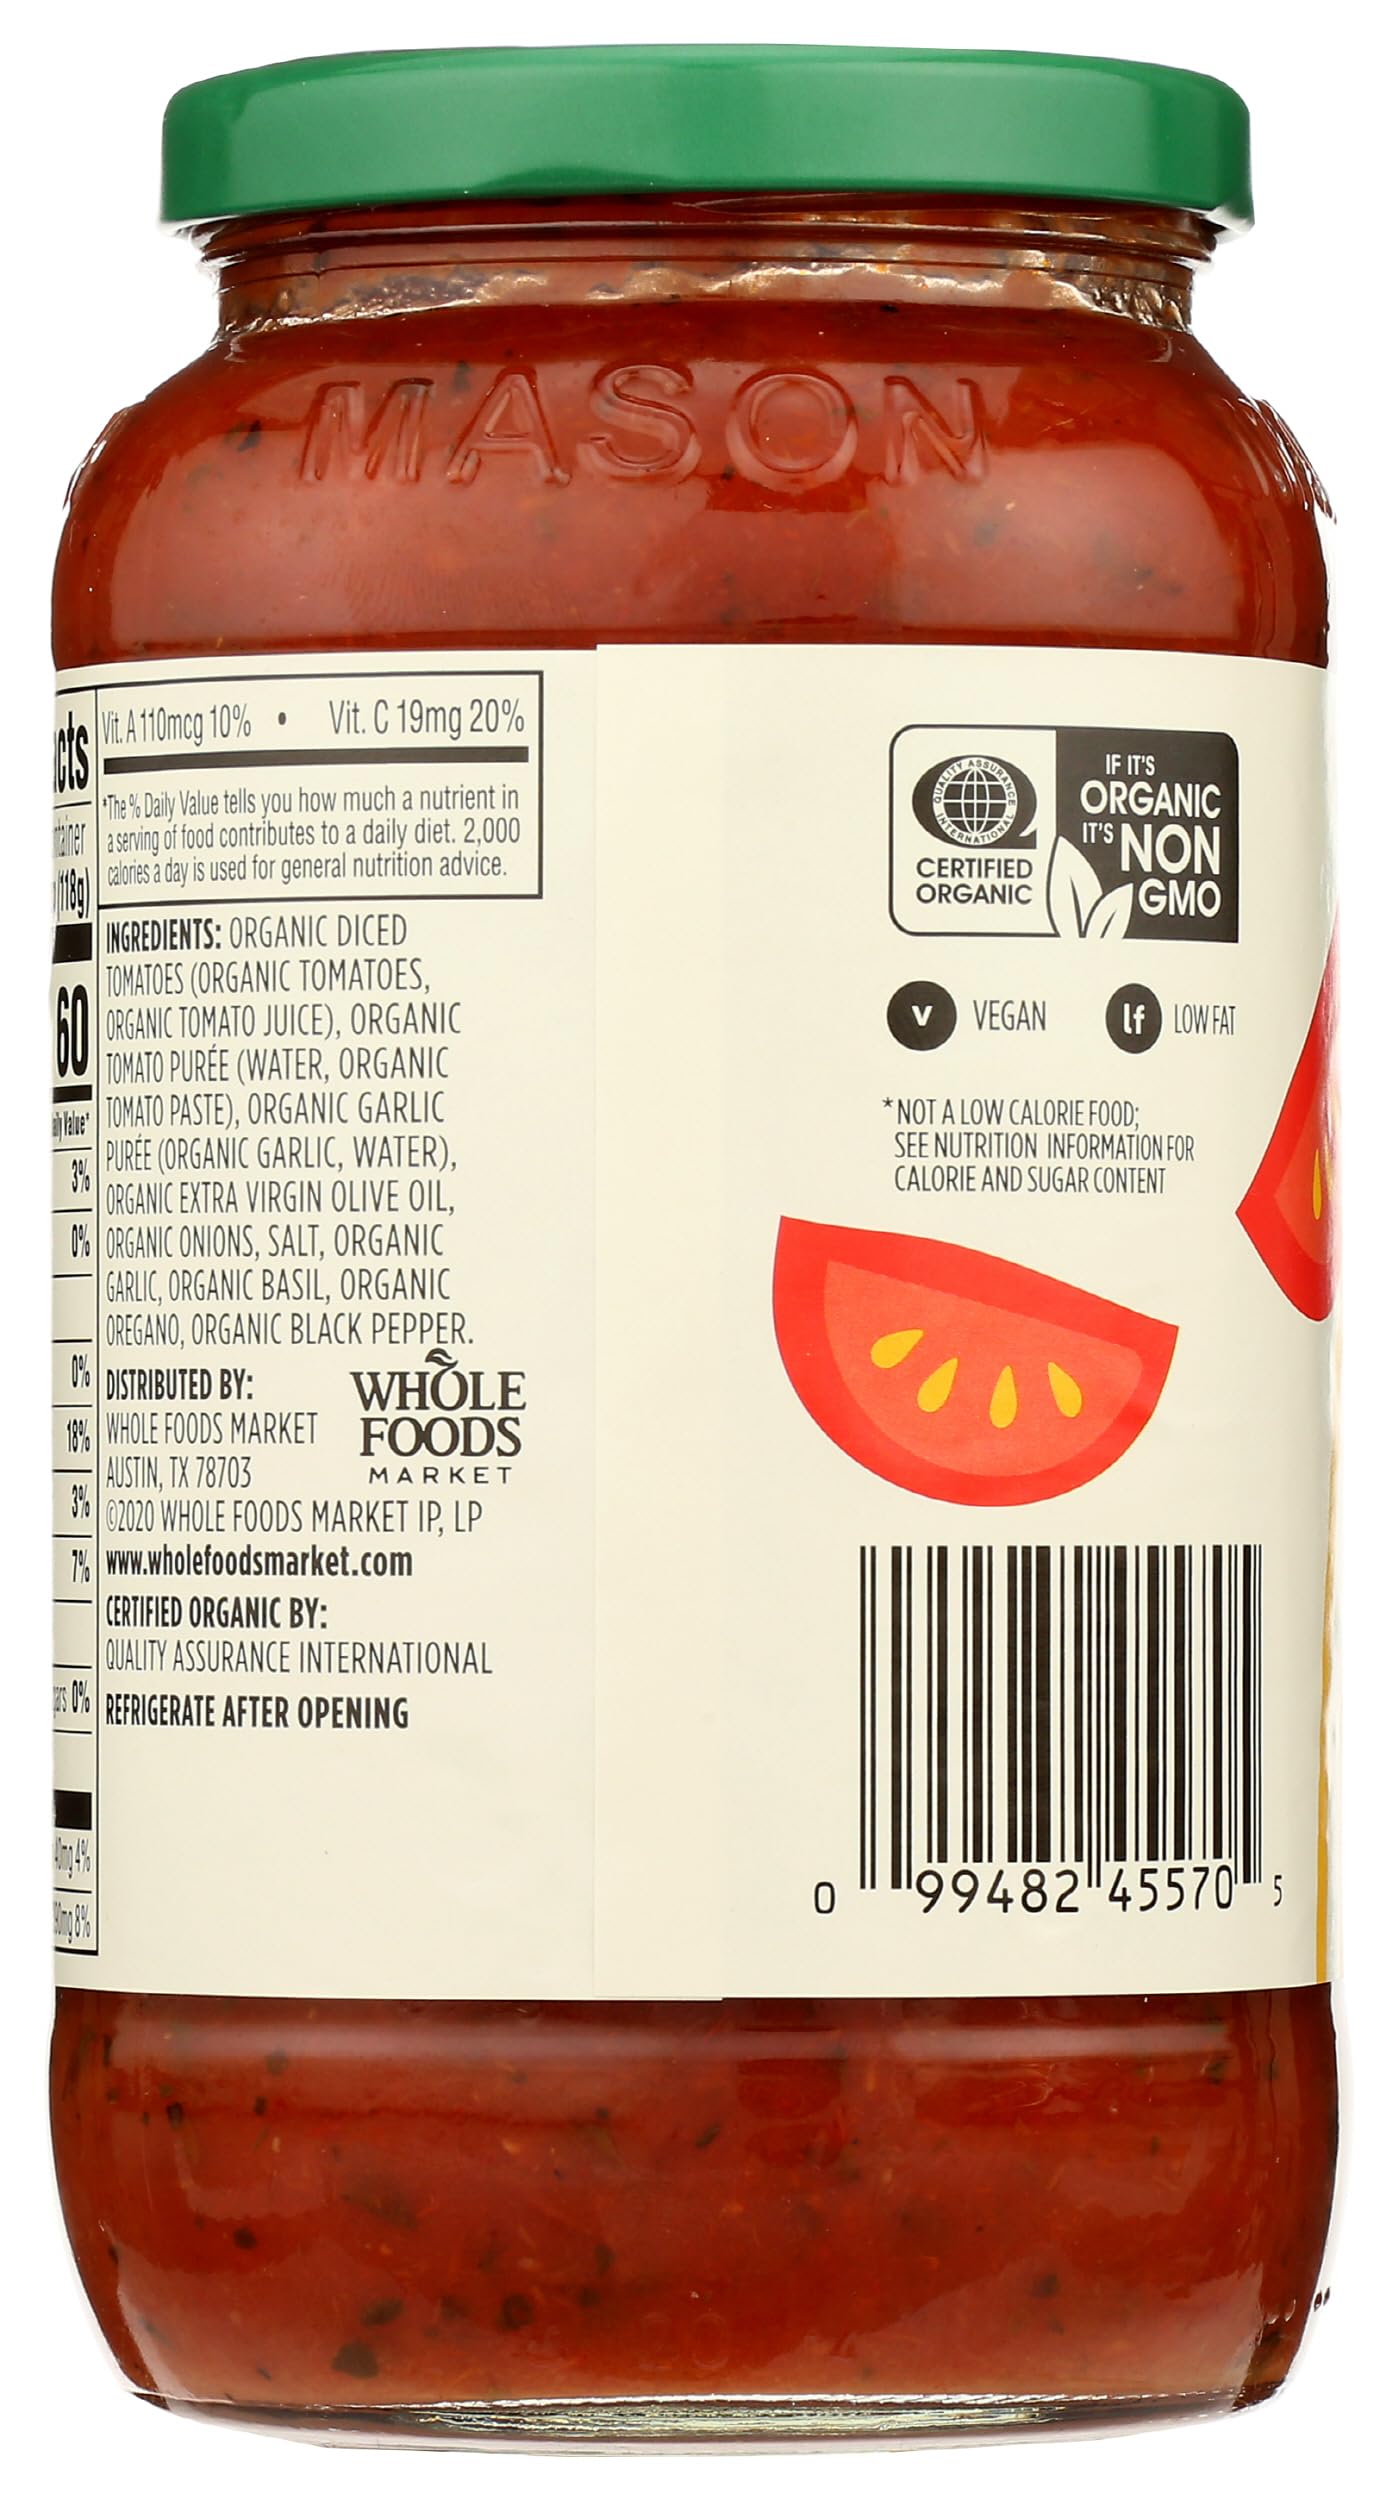 MASON
cts
tainer
(118g)
60
Value*
3%
0%
0%
18%
3%
7%
0%
4%
8%
Vit. A 110mcg 10% • Vit. C 19mg 20%
*The % Daily Value tells you how much a nutrient in
a serving of food contributes to a daily diet. 2,000
calories a day is used for general nutrition advice.
INGREDIENTS: ORGANIC DICED
TOMATOES (ORGANIC TOMATOES,
ORGANIC TOMATO JUICE), ORGANIC
TOMATO PURÉE (WATER, ORGANIC
TOMATO PASTE), ORGANIC GARLIC
PURÉE (ORGANIC GARLIC, WATER),
ORGANIC EXTRA VIRGIN OLIVE OIL,
ORGANIC ONIONS, SALT, ORGANIC
GARLIC, ORGANIC BASIL, ORGANIC
OREGANO, ORGANIC BLACK PEPPER.
DISTRIBUTED BY:
WHOLE FOODS MARKET
AUSTIN, TX 78703
©2020 WHOLE FOODS MARKET IP, LP
www.wholefoodsmarket.com
CERTIFIED ORGANIC BY:
QUALITY ASSURANCE INTERNATIONAL
REFRIGERATE AFTER OPENING
WHOLE
FOODS
MARKET
QUALITY ASSURANCE
INTERNATIONAL
CERTIFIED
ORGANIC
IF IT'S
ORGANIC
IT'S NON
GMO
V VEGAN
lf LOW FAT
*NOT A LOW CALORIE FOOD;
SEE NUTRITION INFORMATION FOR
CALORIE AND SUGAR CONTENT
0 99482 45570 5